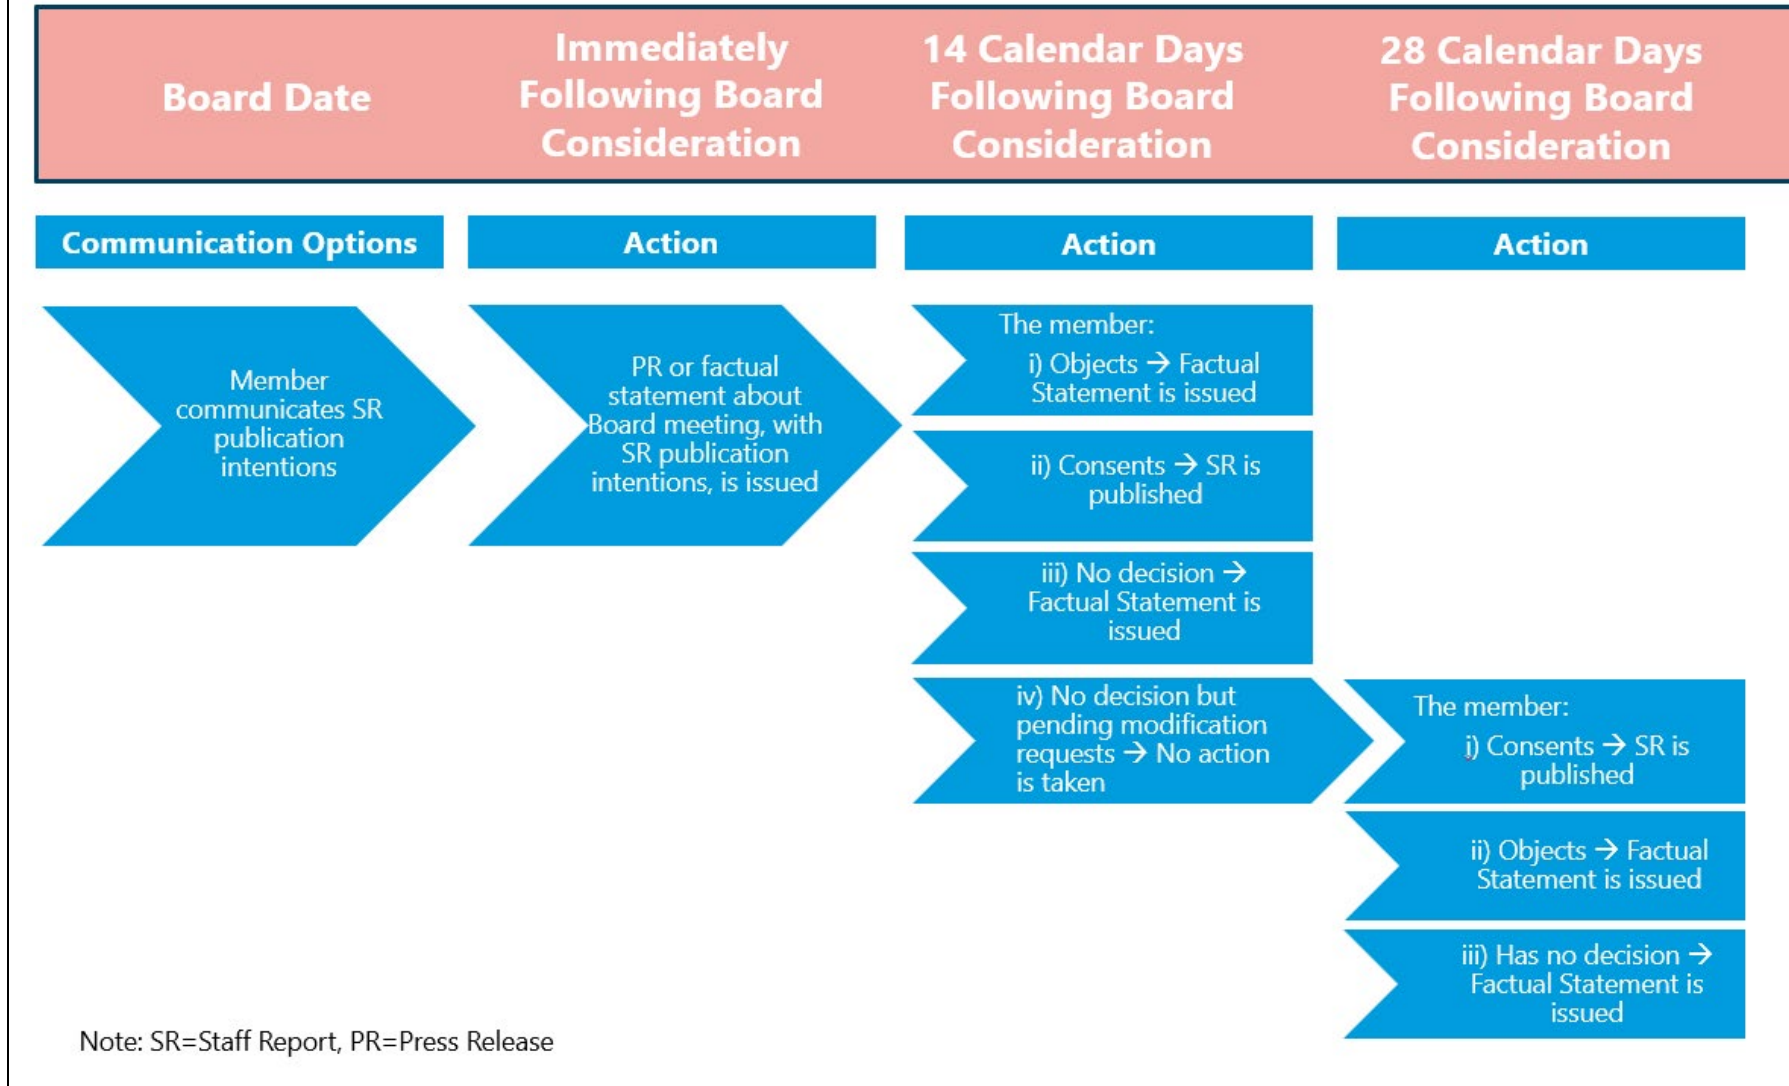 Board Date
Immediately
Following Board
Consideration
14 Calendar Days
Following Board
Consideration
28 Calendar Days
Following Board
Consideration
Communication Options
Action
Action
Action
Member
communicates SR
publication
intentions
PR or factual
statement about
Board meeting, with
SR publication
intentions, is issued
The member:
i) Objects → Factual
Statement is issued
ii) Consents → SR is
published
iii) No decision →
Factual Statement is
issued
iv) No decision but
pending modification
requests → No action
is taken
The member:
i) Consents → SR is
published
ii) Objects → Factual
Statement is issued
iii) Has no decision →
Factual Statement is
issued
Note: SR=Staff Report, PR=Press Release